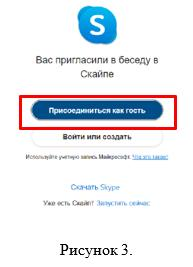 Вас пригласили в беседу в
Скайпе
Присоединиться как гость
Войти или создать
Используйте учетную запись Майкрософт. Что это такое?
Скачать Skype
Уже есть Скайп? Запустить сейчас
Рисунок 3.